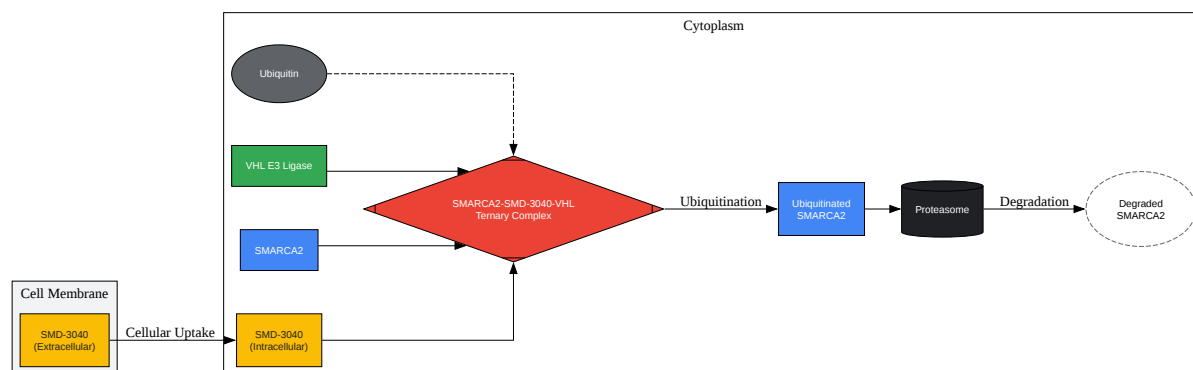 Cytoplasm
Ubiquitin
VHL E3 Ligase
SMARCA2-SMD-3040-VHL
Ternary Complex
Ubiquitination
Ubiquitinated
SMARCA2
Proteasome
Degradation
Degraded
SMARCA2
SMARCA2
Cell Membrane
SMD-3040
(Extracellular)
Cellular Uptake
SMD-3040
(Intracellular)